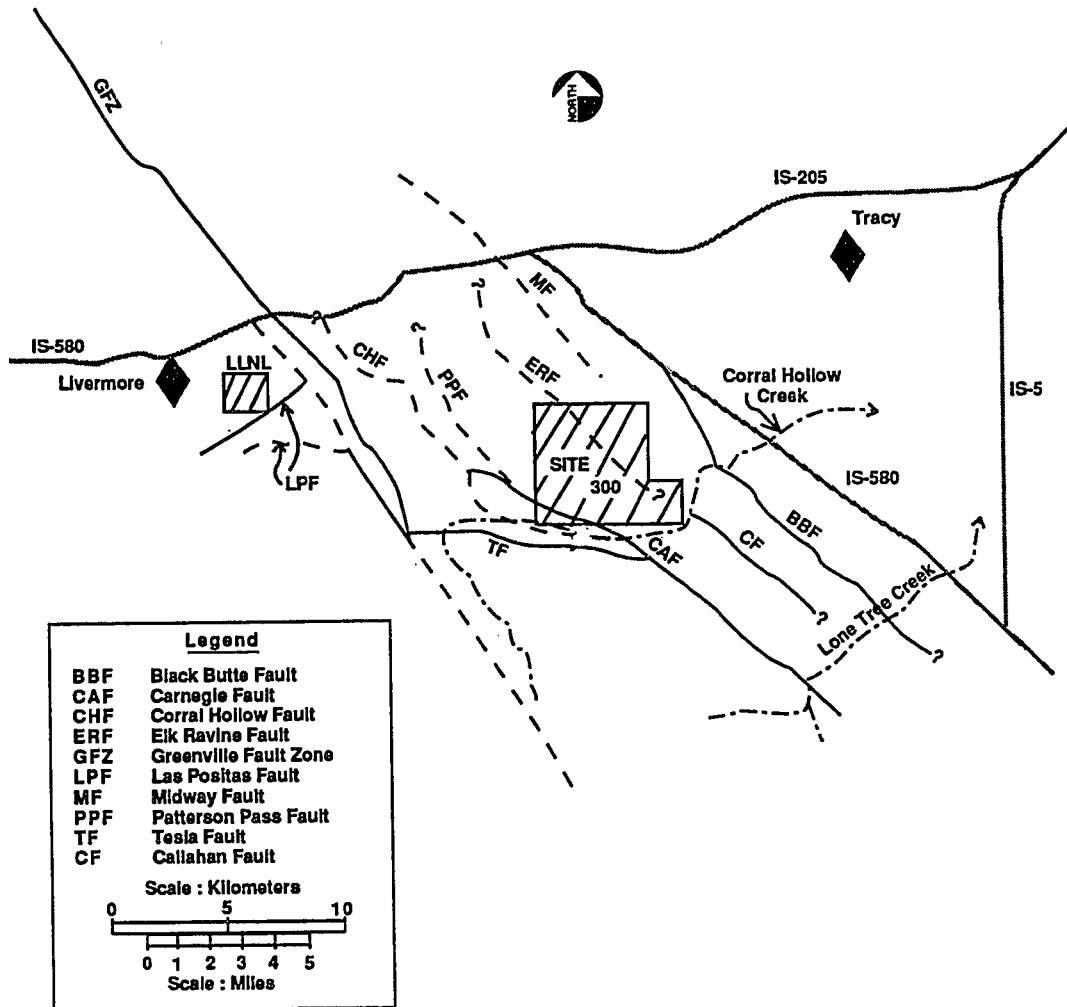 GFZ
NORTH
IS-205
Tracy
MF
?
?
?
IS-580
LLNL
Livermore
CHF
PPF
ERF
Corral Hollow
Creek
IS-5
LPF
SITE
300
?
IS-580
TF
CAF
CF
BBF
?
Lone Tree Creek
?
Legend
BBF Black Butte Fault
CAF Carnegie Fault
CHF Corral Hollow Fault
ERF Elk Ravine Fault
GFZ Greenville Fault Zone
LPF Las Positas Fault
MF Midway Fault
PPF Patterson Pass Fault
TF Tesla Fault
CF Callahan Fault
Scale : Kilometers
0 5 10
0 1 2 3 4 5
Scale : Miles